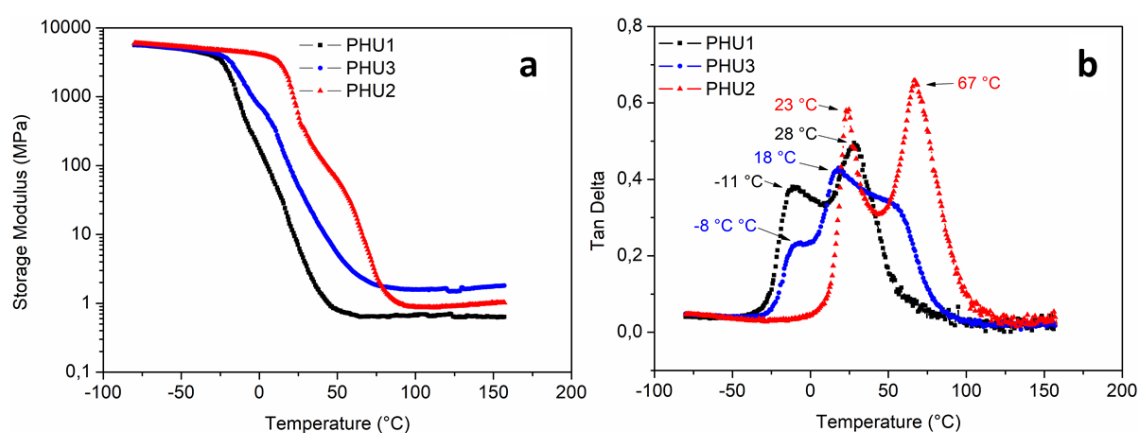 a
PHU1
PHU3
PHU2
Storage Modulus (MPa)
10000
1000
100
10
1
0,1
-100 -50 0 50 100 150 200
Temperature (°C)
b
PHU1
PHU3
PHU2
67 °C
23 °C
28 °C
18 °C
-11 °C
-8 °C °C
Tan Delta
0,8
0,6
0,4
0,2
0,0
-100 -50 0 50 100 150 200
Temperature (°C)